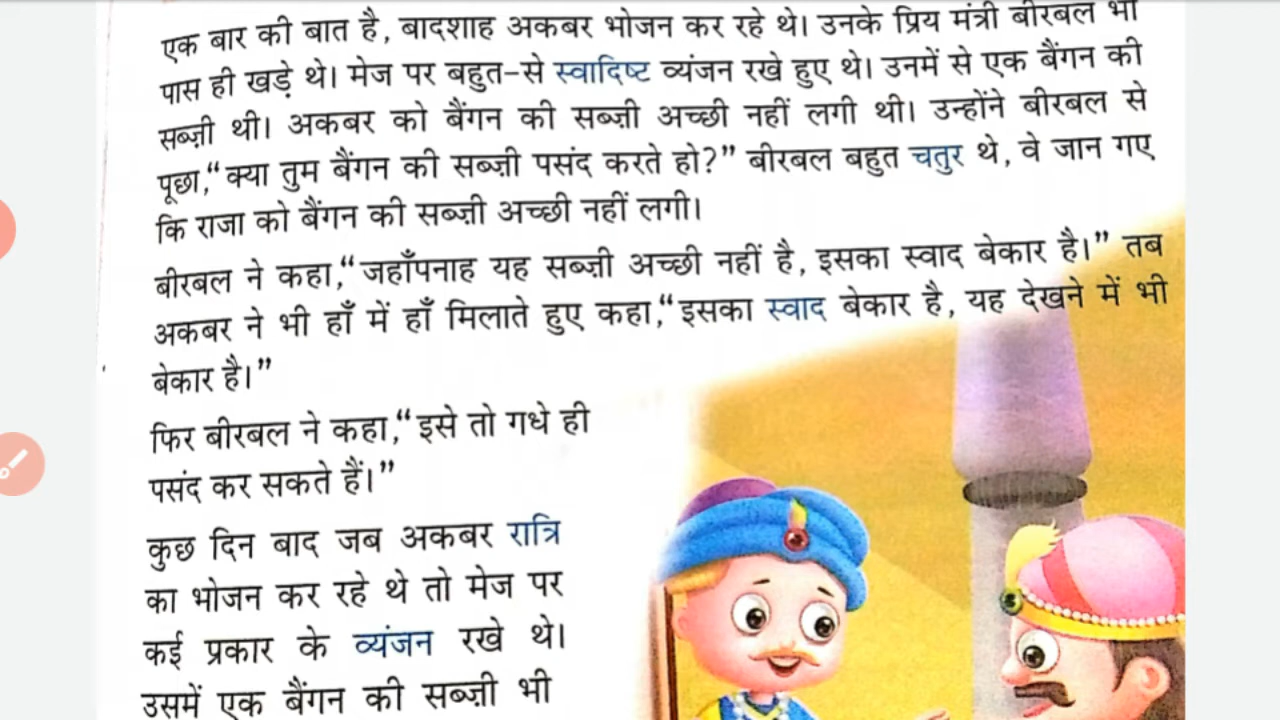 एक बार की बात है, बादशाह अकबर भोजन कर रहे थे। उनके प्रिय मंत्री बीरबल भी
पास ही खड़े थे। मेज पर बहुत-से स्वादिष्ट व्यंजन रखे हुए थे। उनमें से एक बैंगन की
सब्ज़ी थी। अकबर को बैंगन की सब्ज़ी अच्छी नहीं लगी थी। उन्होंने बीरबल से
पूछा,“क्या तुम बैंगन की सब्ज़ी पसंद करते हो?” बीरबल बहुत चतुर थे, वे जान गए
कि राजा को बैंगन की सब्ज़ी अच्छी नहीं लगी।
बीरबल ने कहा,“जहाँपनाह यह सब्ज़ी अच्छी नहीं है, इसका स्वाद बेकार है।” तब
अकबर ने भी हाँ में हाँ मिलाते हुए कहा,“इसका स्वाद बेकार है, यह देखने में भी
बेकार है।”
फिर बीरबल ने कहा,“इसे तो गधे ही
पसंद कर सकते हैं।”
कुछ दिन बाद जब अकबर रात्रि
का भोजन कर रहे थे तो मेज पर
कई प्रकार के व्यंजन रखे थे।
उसमें एक बैंगन की सब्ज़ी भी